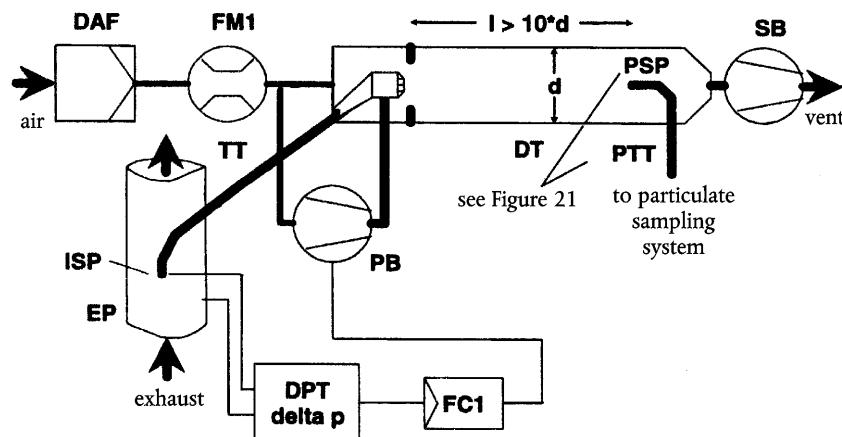 DAF
FM1
l > 10*d
SB
air
d
PSP
vent
TT
DT
PTT
see Figure 21
to particulate
sampling
system
ISP
PB
EP
exhaust
DPT
delta p
FC1